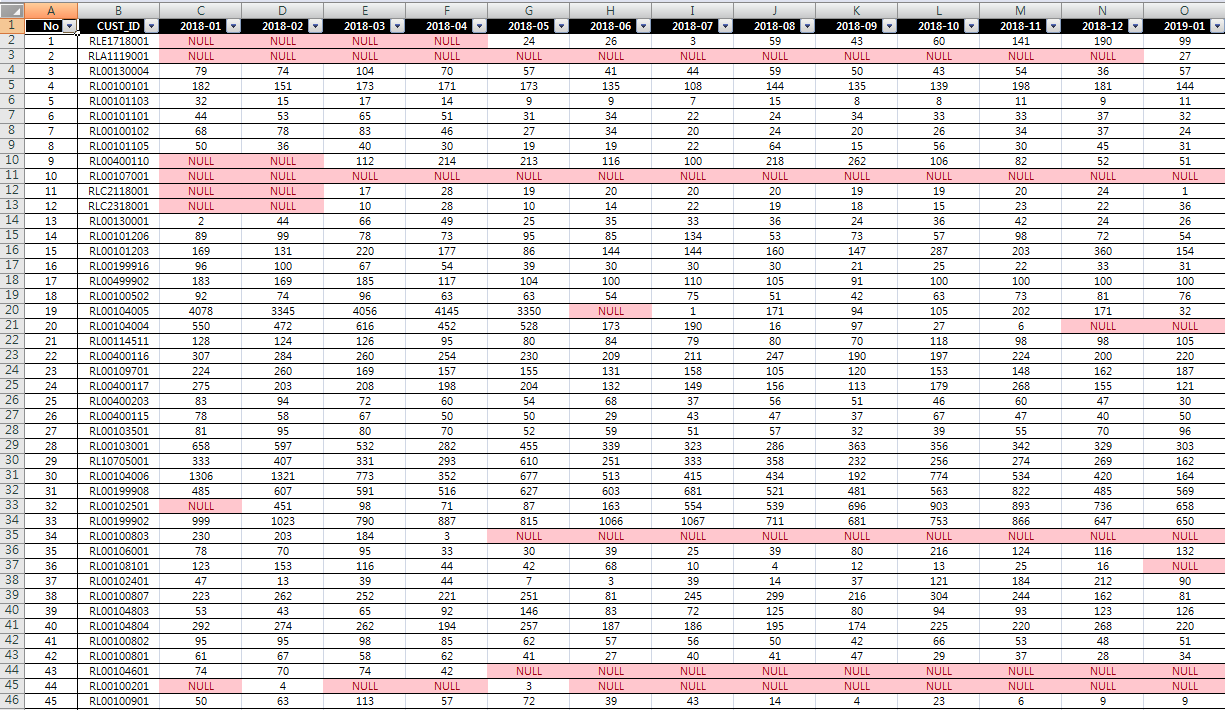 A B C D E F G H I J K L M N O
1 No CUST_ID 2018-01 2018-02 2018-03 2018-04 2018-05 2018-06 2018-07 2018-08 2018-09 2018-10 2018-11 2018-12 2019-01
2 1 RLE1718001 NULL NULL NULL NULL 24 26 3 59 43 60 141 190 99
3 2 RLA1119001 NULL NULL NULL NULL NULL NULL NULL NULL NULL NULL NULL NULL 27
4 3 RL00130004 79 74 104 70 57 41 44 59 50 43 54 36 57
5 4 RL00100101 182 151 173 171 173 135 108 144 135 139 198 181 144
6 5 RL00101103 32 15 17 14 9 9 7 15 8 8 11 9 11
7 6 RL00101101 44 53 65 51 31 34 22 24 34 33 33 37 32
8 7 RL00100102 68 78 83 46 27 34 20 24 20 26 34 37 24
9 8 RL00101105 50 36 40 30 19 19 22 64 15 56 30 45 31
10 9 RL00400110 NULL NULL 112 214 213 116 100 218 262 106 82 52 51
11 10 RL00107001 NULL NULL NULL NULL NULL NULL NULL NULL NULL NULL NULL NULL NULL
12 11 RLC2118001 NULL NULL 17 28 19 20 20 20 19 19 20 24 1
13 12 RLC2318001 NULL NULL 10 28 10 14 22 19 18 15 23 22 36
14 13 RL00130001 2 44 66 49 25 35 33 36 24 36 42 24 26
15 14 RL00101206 89 99 78 73 95 85 134 53 73 57 98 72 54
16 15 RL00101203 169 131 220 177 86 144 144 160 147 287 203 360 154
17 16 RL00199916 96 100 67 54 39 30 30 30 21 25 22 33 31
18 17 RL00499902 183 169 185 117 104 100 110 105 91 100 100 100 100
19 18 RL00100502 92 74 96 63 63 54 75 51 42 63 73 81 76
20 19 RL00104005 4078 3345 4056 4145 3350 NULL 1 171 94 105 202 171 32
21 20 RL00104004 550 472 616 452 528 173 190 16 97 27 6 NULL NULL
22 21 RL00114511 128 124 126 95 80 84 79 80 70 118 98 98 105
23 22 RL00400116 307 284 260 254 230 209 211 247 190 197 224 200 220
24 23 RL00109701 224 260 169 157 155 131 158 105 120 153 148 162 187
25 24 RL00400117 275 203 208 198 204 132 149 156 113 179 268 155 121
26 25 RL00400203 83 94 72 60 54 68 37 56 51 46 60 47 30
27 26 RL00400115 78 58 67 50 50 29 43 47 37 67 47 40 50
28 27 RL00103501 81 95 80 70 52 59 51 57 32 39 55 70 96
29 28 RL00103001 658 597 532 282 455 339 323 286 363 356 342 329 303
30 29 RL10705001 333 407 331 293 610 251 333 358 232 256 274 269 162
31 30 RL00104006 1306 1321 773 352 677 513 415 434 192 774 534 420 164
32 31 RL00199908 485 607 591 516 627 603 681 521 481 563 822 485 569
33 32 RL00102501 NULL 451 98 71 87 163 554 539 696 903 893 736 658
34 33 RL00199902 999 1023 790 887 815 1066 1067 711 681 753 866 647 650
35 34 RL00100803 230 203 184 3 NULL NULL NULL NULL NULL NULL NULL NULL NULL
36 35 RL00106001 78 70 95 33 30 39 25 39 80 216 124 116 132
37 36 RL00108101 123 153 116 44 42 68 10 4 12 13 25 16 NULL
38 37 RL00102401 47 13 39 44 7 3 39 14 37 121 184 212 90
39 38 RL00100807 223 262 252 221 251 81 245 299 216 304 244 162 81
40 39 RL00104803 53 43 65 92 146 83 72 125 80 94 93 123 126
41 40 RL00104804 292 274 262 194 257 187 186 195 174 225 220 268 220
42 41 RL00100802 95 95 98 85 62 57 56 50 42 66 53 48 51
43 42 RL00100801 61 67 58 62 41 27 40 41 47 29 37 28 34
44 43 RL00104601 74 70 74 42 NULL NULL NULL NULL NULL NULL NULL NULL NULL
45 44 RL00100201 NULL 4 NULL NULL 3 NULL NULL NULL NULL NULL NULL NULL NULL
46 45 RL00100901 50 63 113 57 72 39 43 14 4 23 6 9 9